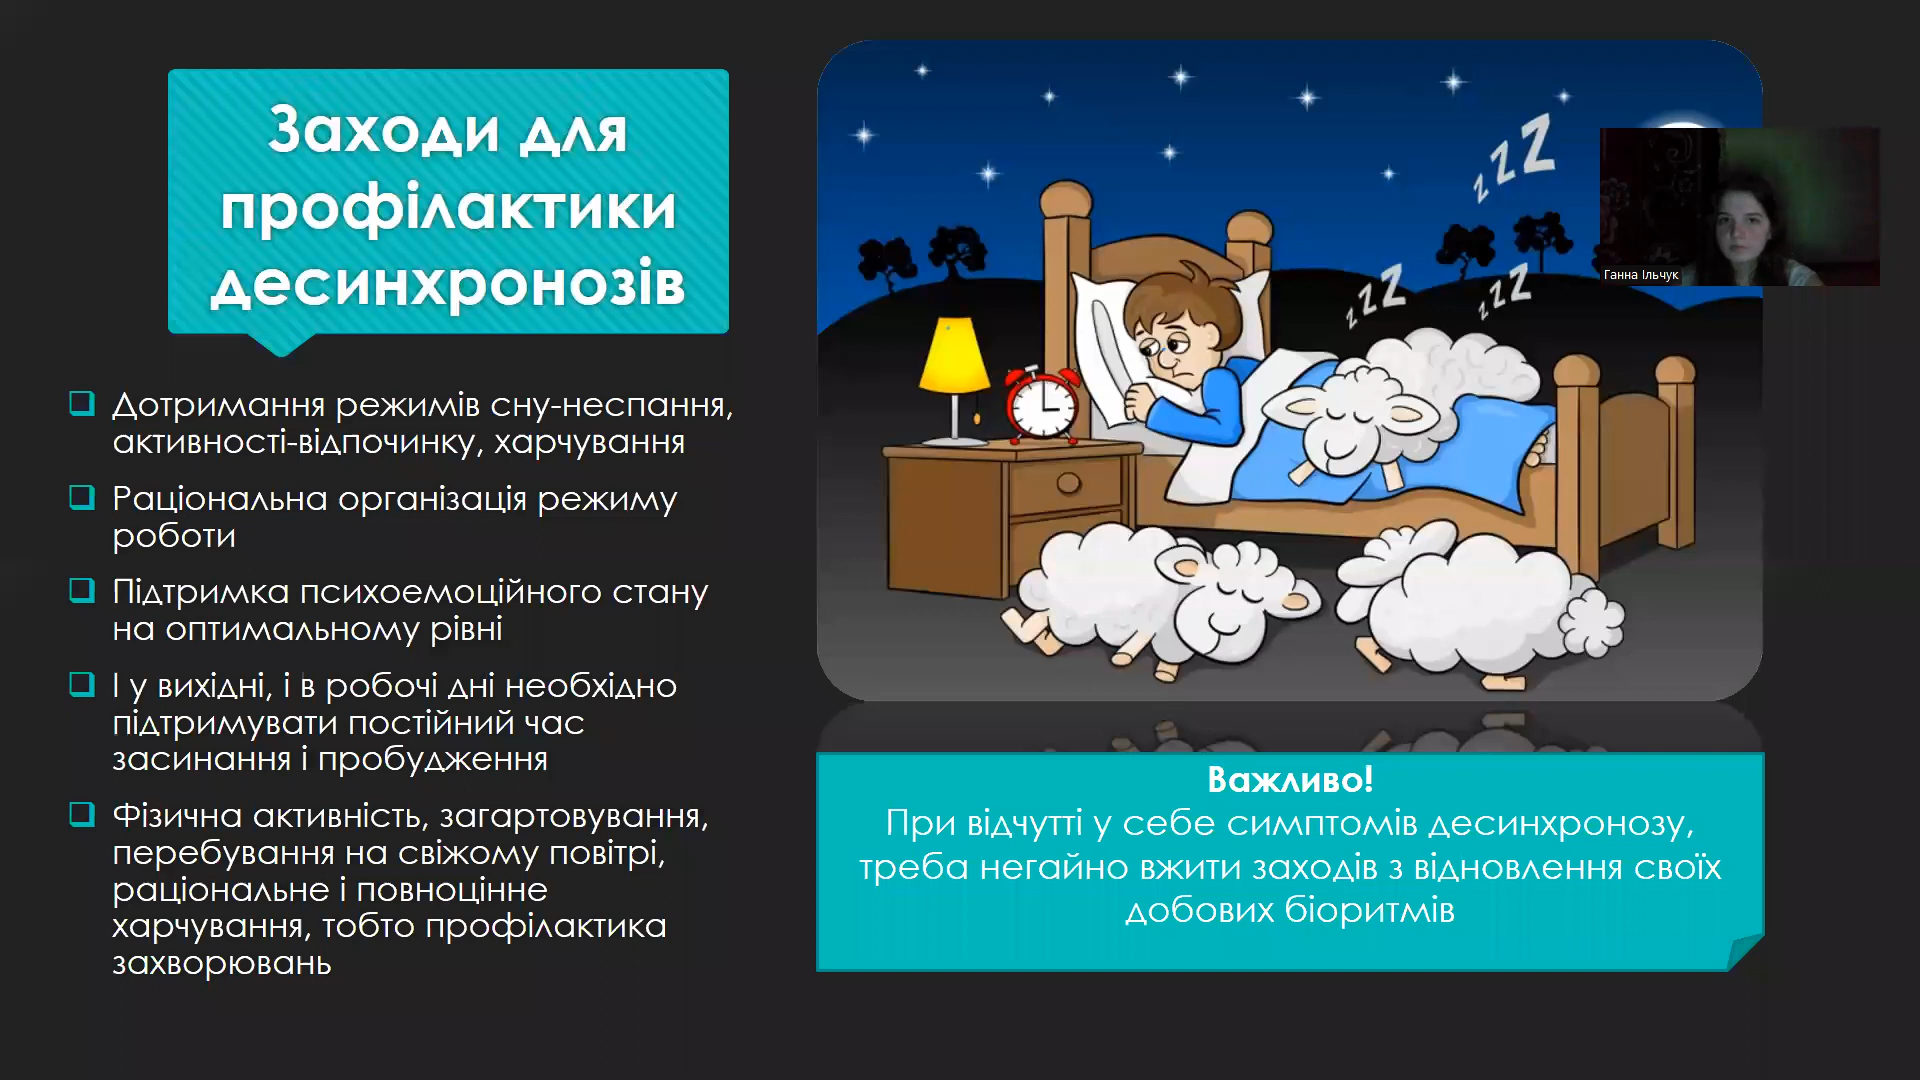 Заходи для
профілактики
десинхронозів
Дотримання режимів сну-неспання,
активності-відпочинку, харчування
Раціональна організація режиму
роботи
Підтримка психоемоційного стану
на оптимальному рівні
І у вихідні, і в робочі дні необхідно
підтримувати постійний час
засинання і пробудження
Фізична активність, загартовування,
перебування на свіжому повітрі,
раціональне і повноцінне
харчування, тобто профілактика
захворювань
zzZ
zzZ
zzZ
Ганна Ільчук
Важливо!
При відчутті у себе симптомів десинхронозу,
треба негайно вжити заходів з відновлення своїх
добових біоритмів